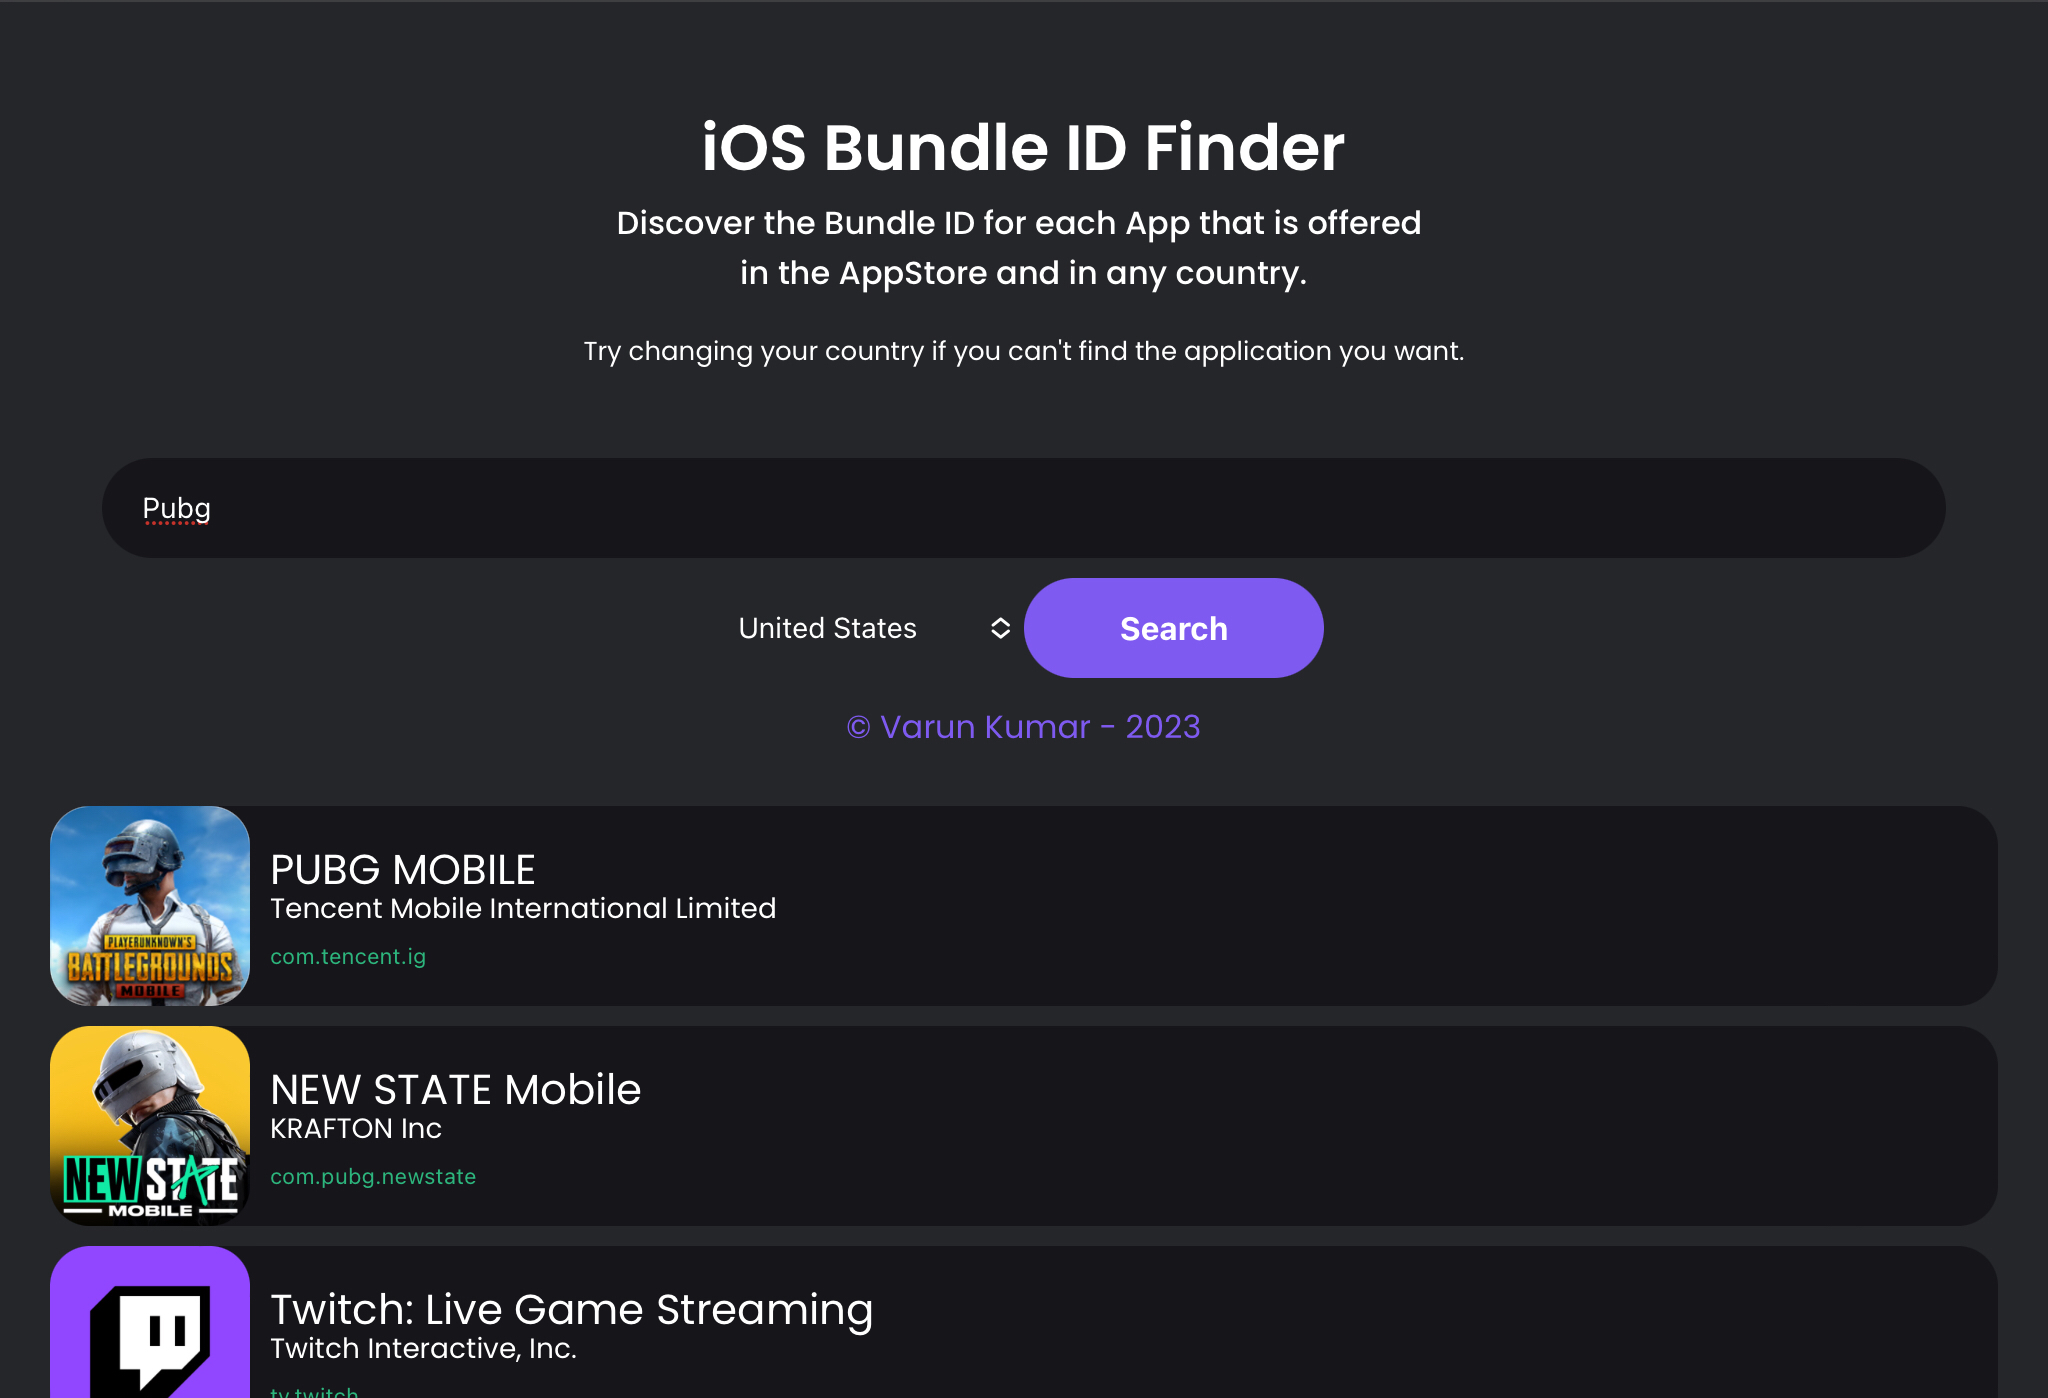 iOS Bundle ID Finder
Discover the Bundle ID for each App that is offered
in the AppStore and in any country.
Try changing your country if you can't find the application you want.
Pubg
United States
Search
© Varun Kumar - 2023
PLAYERUNKNOWN'S
BATTLEGROUNDS
MOBILE
PUBG MOBILE
Tencent Mobile International Limited
com.tencent.ig
NEW STATE
MOBILE
NEW STATE Mobile
KRAFTON Inc
com.pubg.newstate
Twitch: Live Game Streaming
Twitch Interactive, Inc.
tv.twitch